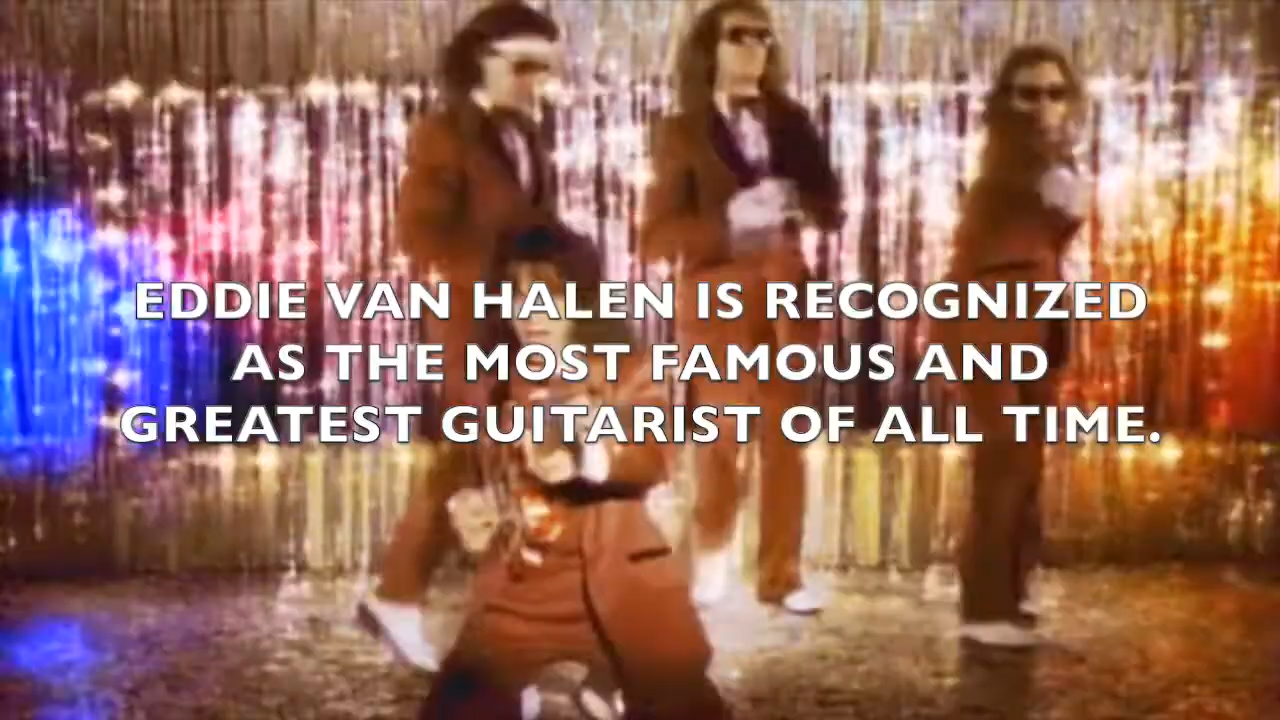 EDDIE VAN HALEN IS RECOGNIZED
AS THE MOST FAMOUS AND
GREATEST GUITARIST OF ALL TIME.